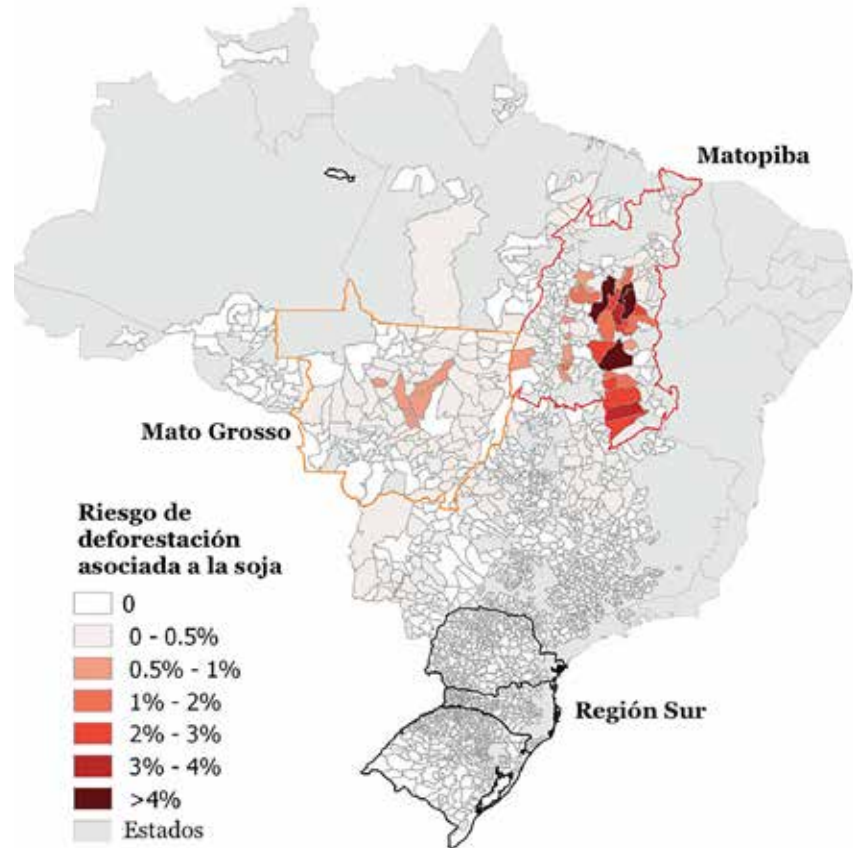 Matopiba
Mato Grosso
Riesgo de
deforestación
asociada a la soja
0
0 - 0.5%
0.5% - 1%
1% - 2%
2% - 3%
3% - 4%
>4%
Estados
Región Sur